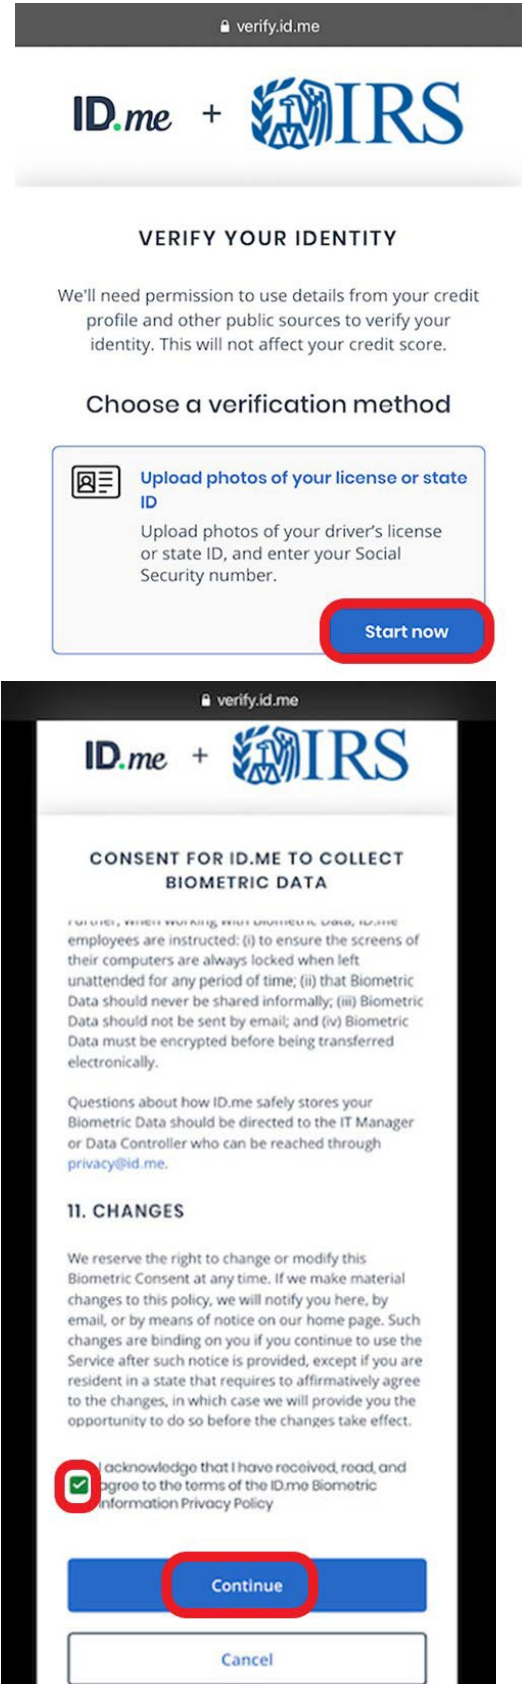 verify.id.me
ID.me + IRS
VERIFY YOUR IDENTITY
We'll need permission to use details from your credit
profile and other public sources to verify your
identity. This will not affect your credit score.
Choose a verification method
Upload photos of your license or state
ID
Upload photos of your driver's license
or state ID, and enter your Social
Security number.
Start now
verify.id.me
ID.me + IRS
CONSENT FOR ID.ME TO COLLECT
BIOMETRIC DATA
Further, when working with Biometric Data, ID.me
employees are instructed: (i) to ensure the screens of
their computers are always locked when left
unattended for any period of time; (ii) that Biometric
Data should never be shared informally; (iii) Biometric
Data should not be sent by email; and (iv) Biometric
Data must be encrypted before being transferred
electronically.
Questions about how ID.me safely stores your
Biometric Data should be directed to the IT Manager
or Data Controller who can be reached through
privacy@id.me.
11. CHANGES
We reserve the right to change or modify this
Biometric Consent at any time. If we make material
changes to this policy, we will notify you here, by
email, or by means of notice on our home page. Such
changes are binding on you if you continue to use the
Service after such notice is provided, except if you are
resident in a state that requires to affirmatively agree
to the changes, in which case we will provide you the
opportunity to do so before the changes take effect.
I acknowledge that I have received, read, and
agree to the terms of the ID.me Biometric
Information Privacy Policy
Continue
Cancel